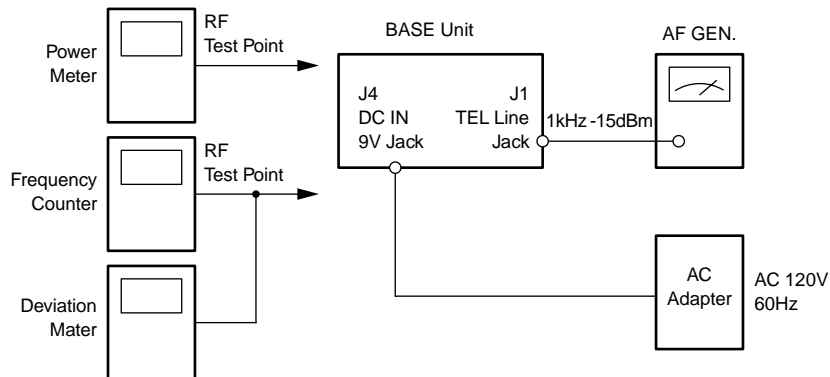 Power
Meter
RF
Test Point
Frequency
Counter
RF
Test Point
Deviation
Mater
BASE Unit
J4
DC IN
9V Jack
J1
TEL Line
Jack
1kHz -15dBm
AF GEN.
AC
Adapter
AC 120V
60Hz